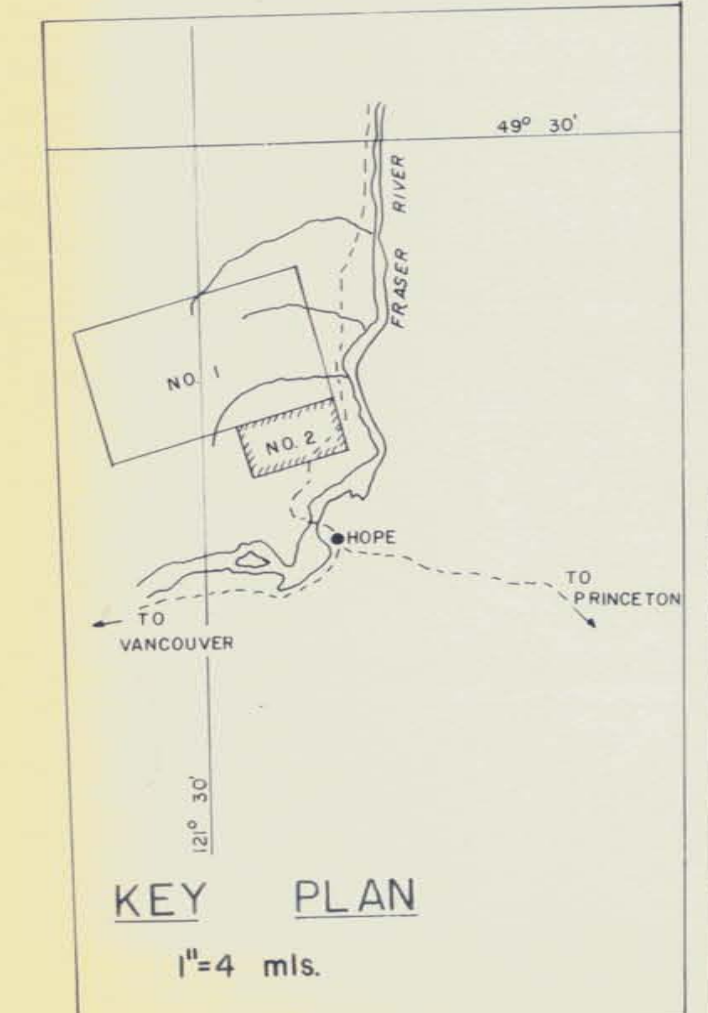 49° 30'
FRASER RIVER
NO. 1
NO. 2
HOPE
TO
PRINCETON
TO
VANCOUVER
121° 30'
KEY PLAN
1"=4 mls.